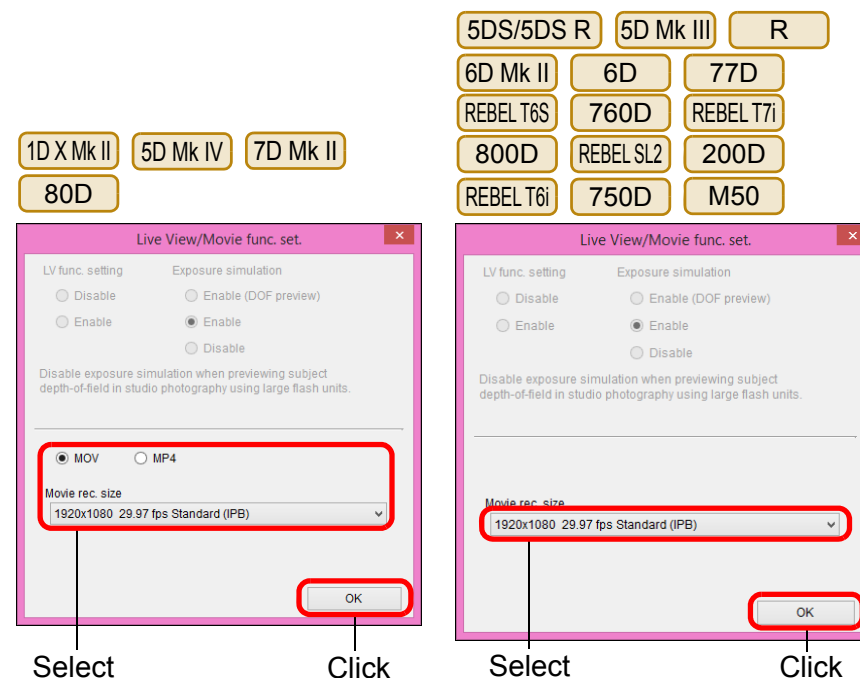 1D X Mk II 5D Mk IV 7D Mk II
80D
Live View/Movie func. set. ×
LV func. setting Exposure simulation
Disable Enable (DOF preview)
Enable Enable
Disable
Disable exposure simulation when previewing subject
depth-of-field in studio photography using large flash units.
MOV MP4
Movie rec. size
1920x1080 29.97 fps Standard (IPB)
OK
Select Click
5DS/5DS R 5D Mk III R
6D Mk II 6D 77D
REBEL T6S 760D REBEL T7i
800D REBEL SL2 200D
REBEL T6i 750D M50
Live View/Movie func. set. ×
LV func. setting Exposure simulation
Disable Enable (DOF preview)
Enable Enable
Disable
Disable exposure simulation when previewing subject
depth-of-field in studio photography using large flash units.
Movie rec. size
1920x1080 29.97 fps Standard (IPB)
OK
Select Click